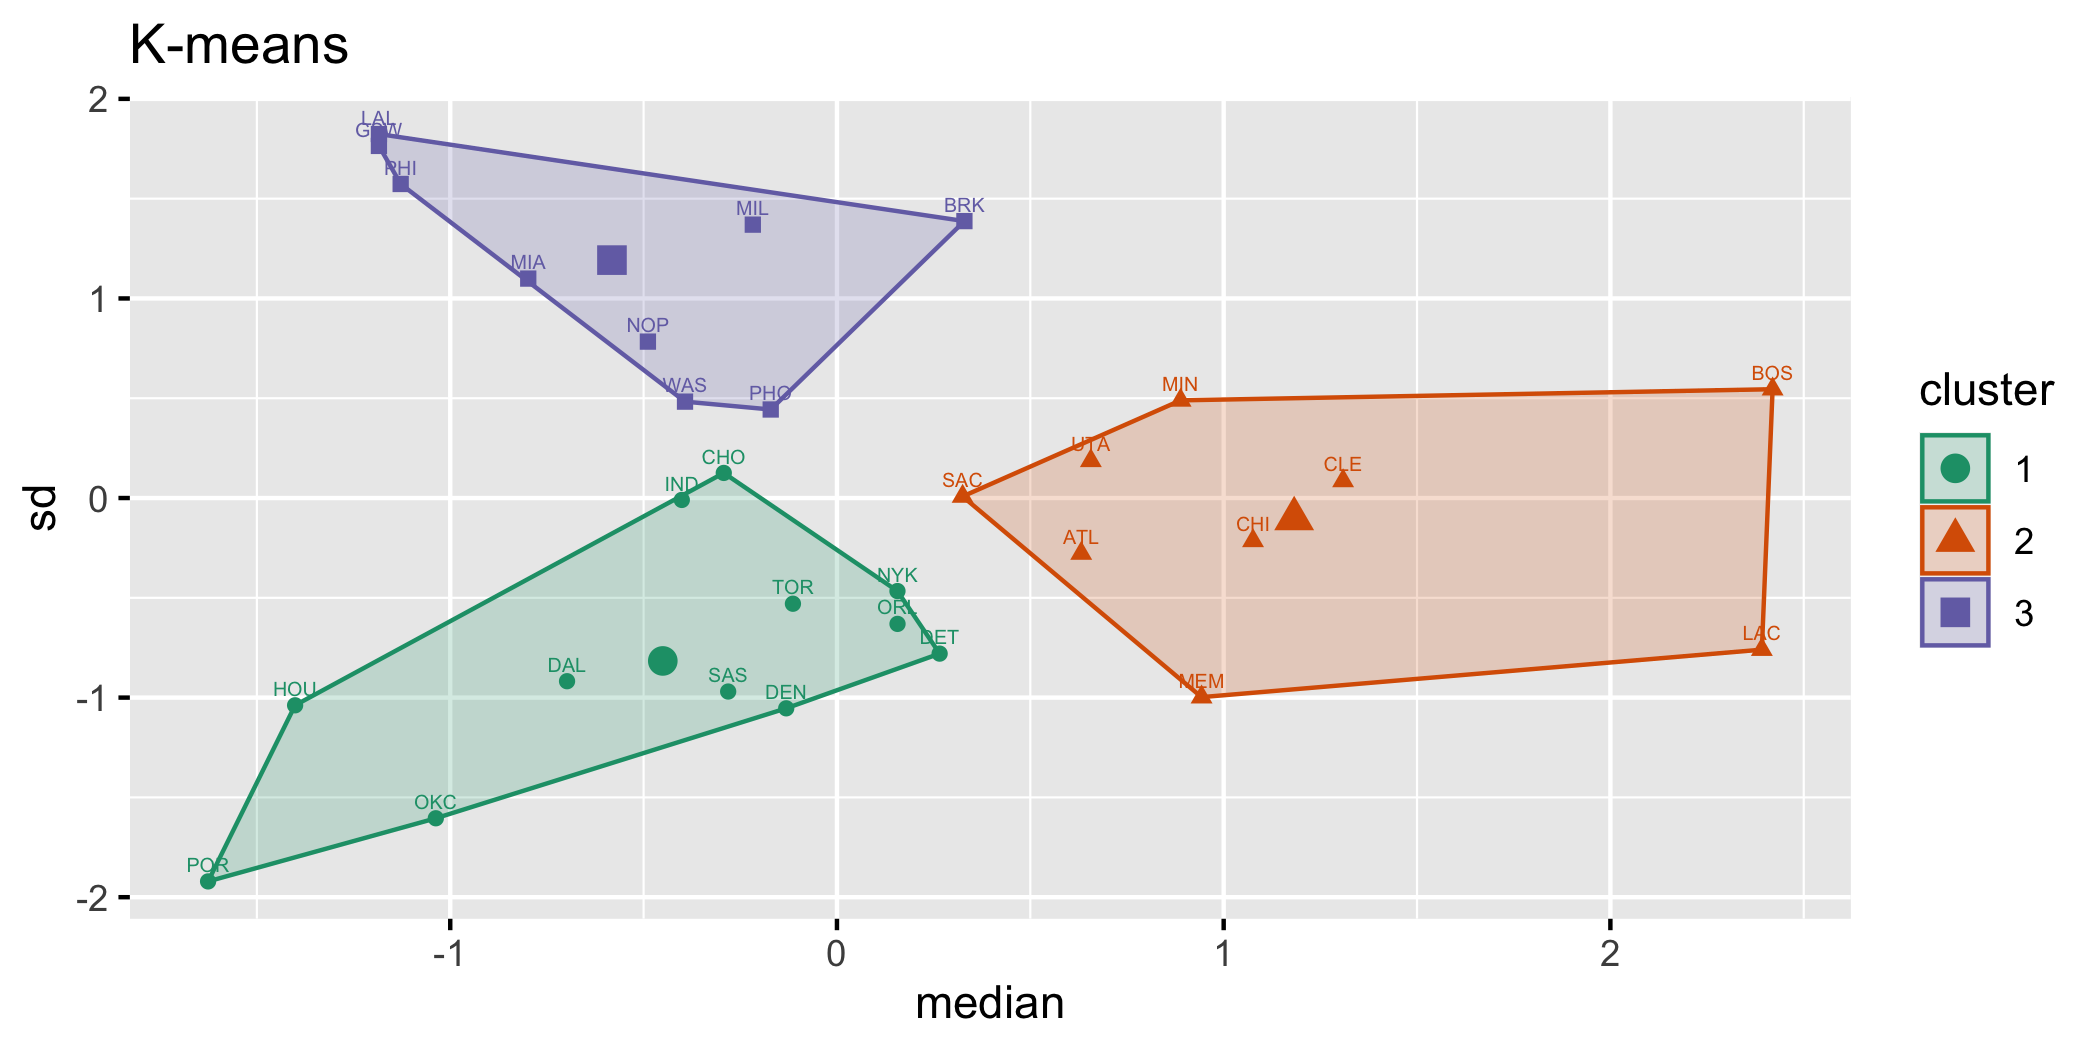 K-means
2
1
0
-1
-2
sd
LAL
GSW
PHI
MIL
BRK
MIA
NOP
WAS
PHO
MIN
BOS
UTA
CLE
SAC
CHI
ATL
LAC
MEM
CHO
IND
NYK
TOR
ORL
DET
DAL
SAS
DEN
HOU
OKC
POR
-1
0
1
2
median
cluster
1
2
3